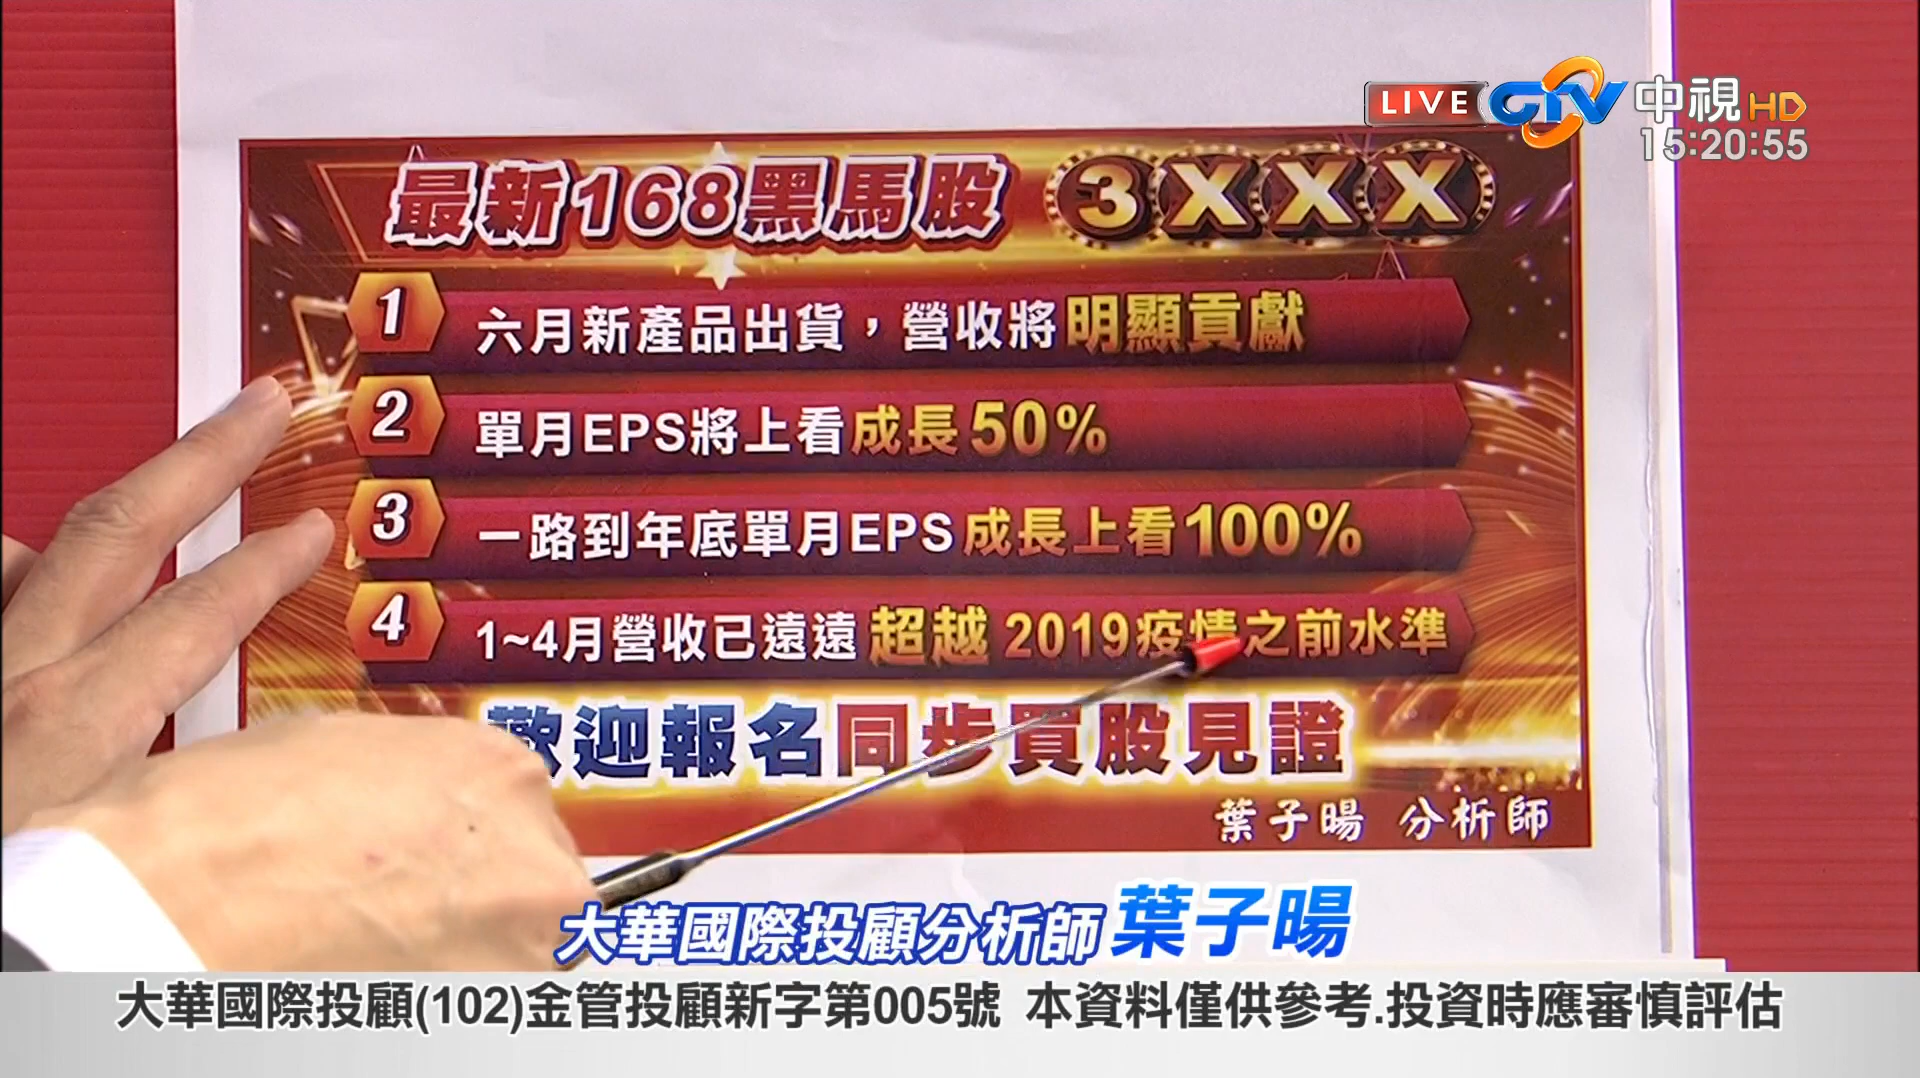 LIVE CTV 中視HD
15:20:55
最新168黑馬股 3XXX
1 六月新產品出貨，營收將明顯貢獻
2 單月EPS將上看成長50%
3 一路到年底單月EPS成長上看100%
4 1~4月營收已遠遠超越 2019疫情之前水準
歡迎報名同步買股見證
葉子暘 分析師
大華國際投顧分析師 葉子暘
大華國際投顧(102)金管投顧新字第005號 本資料僅供參考.投資時應審慎評估